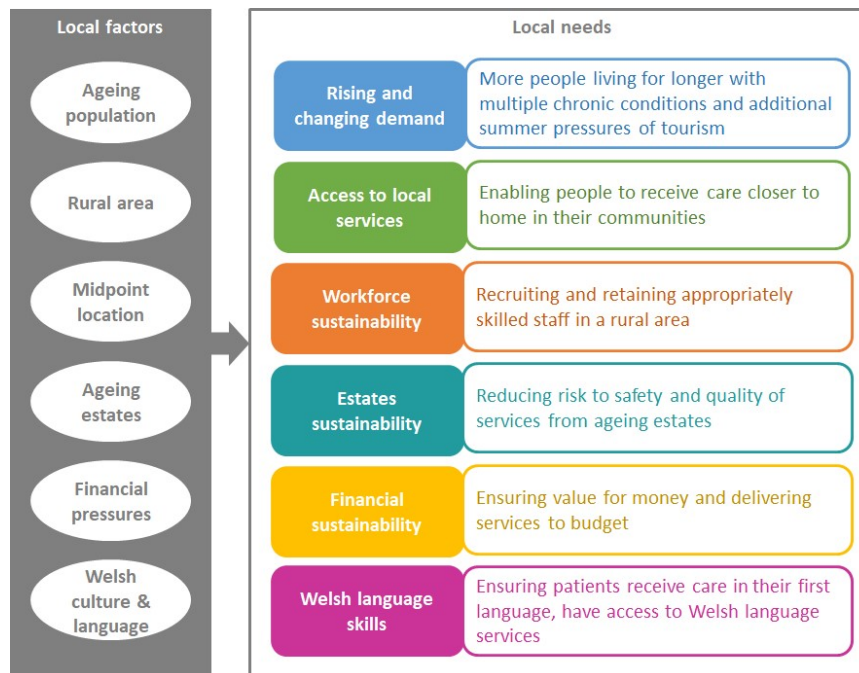 Local factors
Ageing
population
Rural area
Midpoint
location
Ageing
estates
Financial
pressures
Welsh
culture &
language
Local needs
Rising and
changing demand
More people living for longer with
multiple chronic conditions and additional
summer pressures of tourism
Access to local
services
Enabling people to receive care closer to
home in their communities
Workforce
sustainability
Recruiting and retaining appropriately
skilled staff in a rural area
Estates
sustainability
Reducing risk to safety and quality of
services from ageing estates
Financial
sustainability
Ensuring value for money and delivering
services to budget
Welsh language
skills
Ensuring patients receive care in their first
language, have access to Welsh language
services